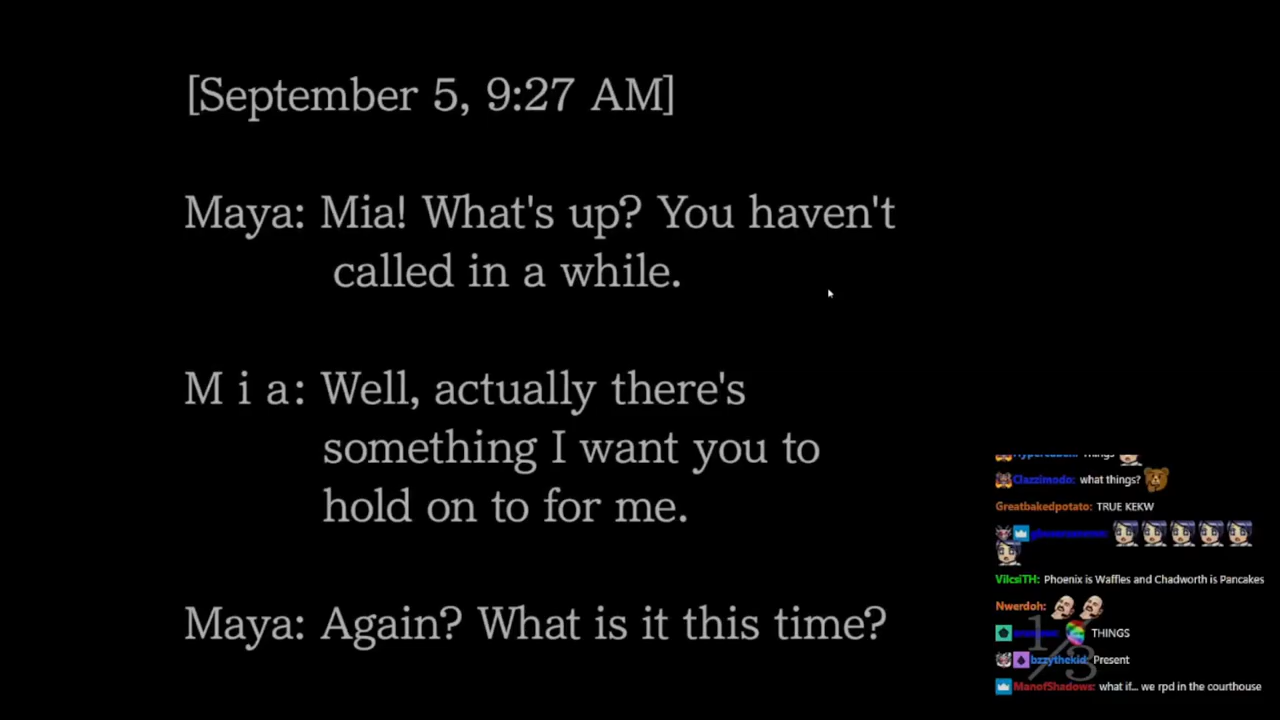 [September 5, 9:27 AM]
Maya: Mia! What's up? You haven't
called in a while.
M i a: Well, actually there's
something I want you to
hold on to for me.
Maya: Again? What is it this time?
1/3
Things
Clazzimodo: what things?
Greatbakedpotato: TRUE KEKW
VilcsiTH: Phoenix is Waffles and Chadworth is Pancakes
Nwerdoh:
THINGS
bzzythekid: Present
ManofShadows: what if... we rpd in the courthouse